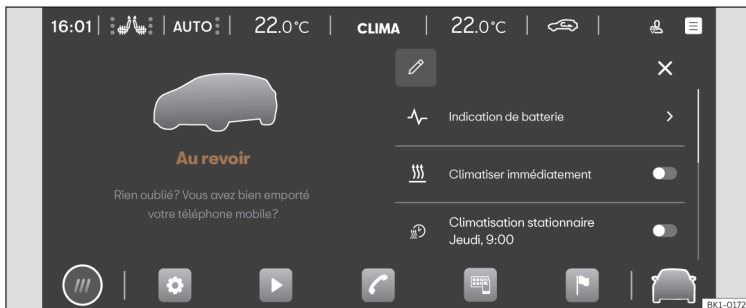 16:01 AUTO 22.0°C CLIMA 22.0°C
Au revoir
Rien oublié? Vous avez bien emporté
votre téléphone mobile?
Indication de batterie
Climatiser immédiatement
Climatisation stationnaire
Jeudi, 9:00
BK1-0172